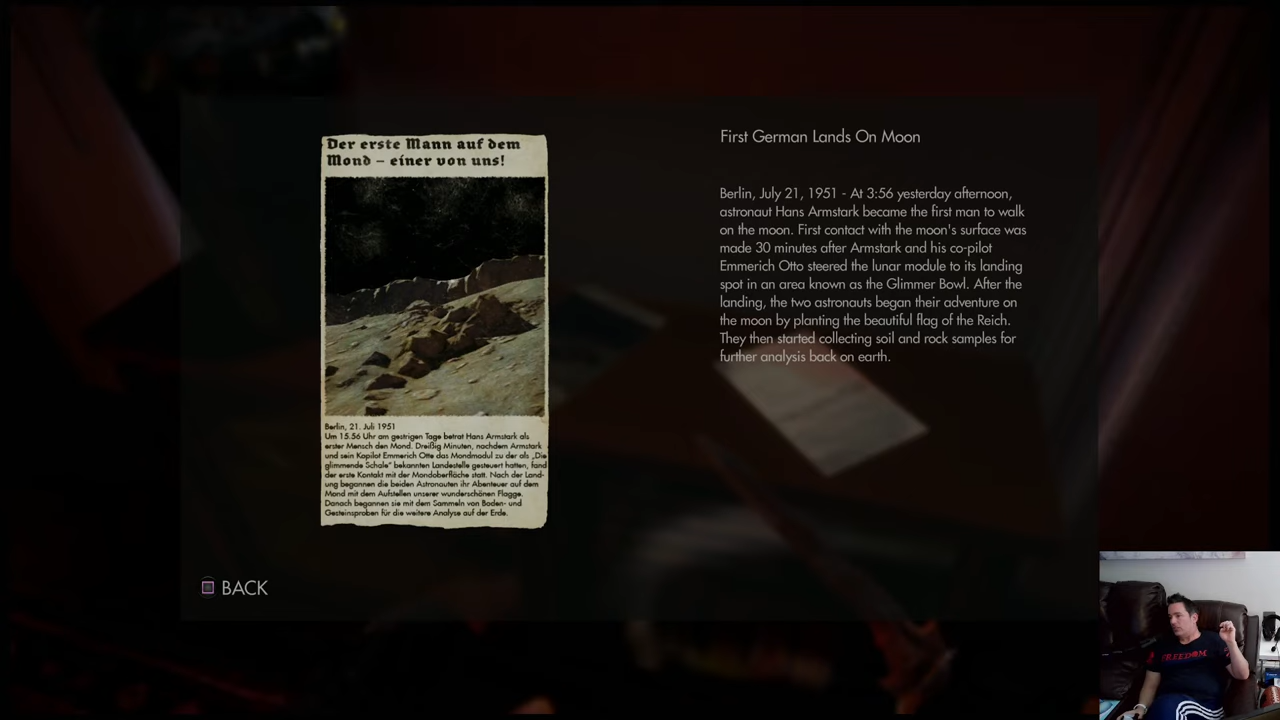 Der erste Mann auf dem
Mond – einer von uns!
Berlin, 21. Juli 1951
Um 15.56 Uhr am gestrigen Tage betrat Hans Armstark als
erster Mensch den Mond. Dreißig Minuten, nachdem Armstark
und sein Kopilot Emmerich Otto das Mondmodul zu der als „Die
glimmende Schale“ bekannten Landestelle gesteuert hatten, fand
der erste Kontakt mit der Mondoberfläche statt. Nach der Land-
ung begannen die beiden Astronauten ihr Abenteuer auf dem
Mond mit dem Aufstellen unserer wunderschönen Flagge.
Danach begannen sie mit dem Sammeln von Boden- und
Gesteinsproben für die weitere Analyse auf der Erde.
First German Lands On Moon
Berlin, July 21, 1951 - At 3:56 yesterday afternoon,
astronaut Hans Armstark became the first man to walk
on the moon. First contact with the moon's surface was
made 30 minutes after Armstark and his co-pilot
Emmerich Otto steered the lunar module to its landing
spot in an area known as the Glimmer Bowl. After the
landing, the two astronauts began their adventure on
the moon by planting the beautiful flag of the Reich.
They then started collecting soil and rock samples for
further analysis back on earth.
BACK
FREEDOM